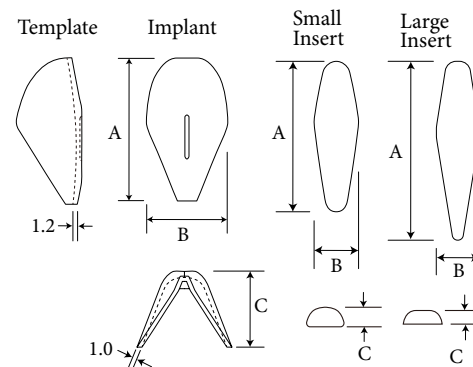 Template
Implant
Small
Insert
Large
Insert
A
A
A
1.2
B
B
B
C
1.0
C
C